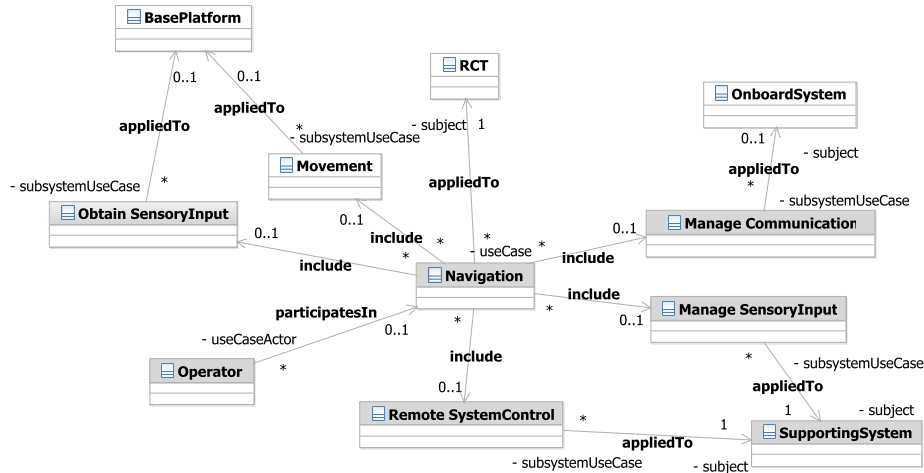 BasePlatform
RCT
0..1
0..1
OnboardSystem
appliedTo
appliedTo
*
- subsystemUseCase
- subject
1
0..1
- subject
Movement
appliedTo
*
- subsystemUseCase
*
appliedTo
- subsystemUseCase
Obtain SensoryInput
0..1
Manage Communication
0..1
include
*
*
- useCase
*
0..1
include
*
include
Navigation
include
*
Manage SensoryInput
participatesIn
0..1
*
0..1
- useCaseActor
include
*
- subsystemUseCase
Operator
*
appliedTo
0..1
1
- subject
Remote SystemControl
*
1
SupportingSystem
appliedTo
- subsystemUseCase
- subject